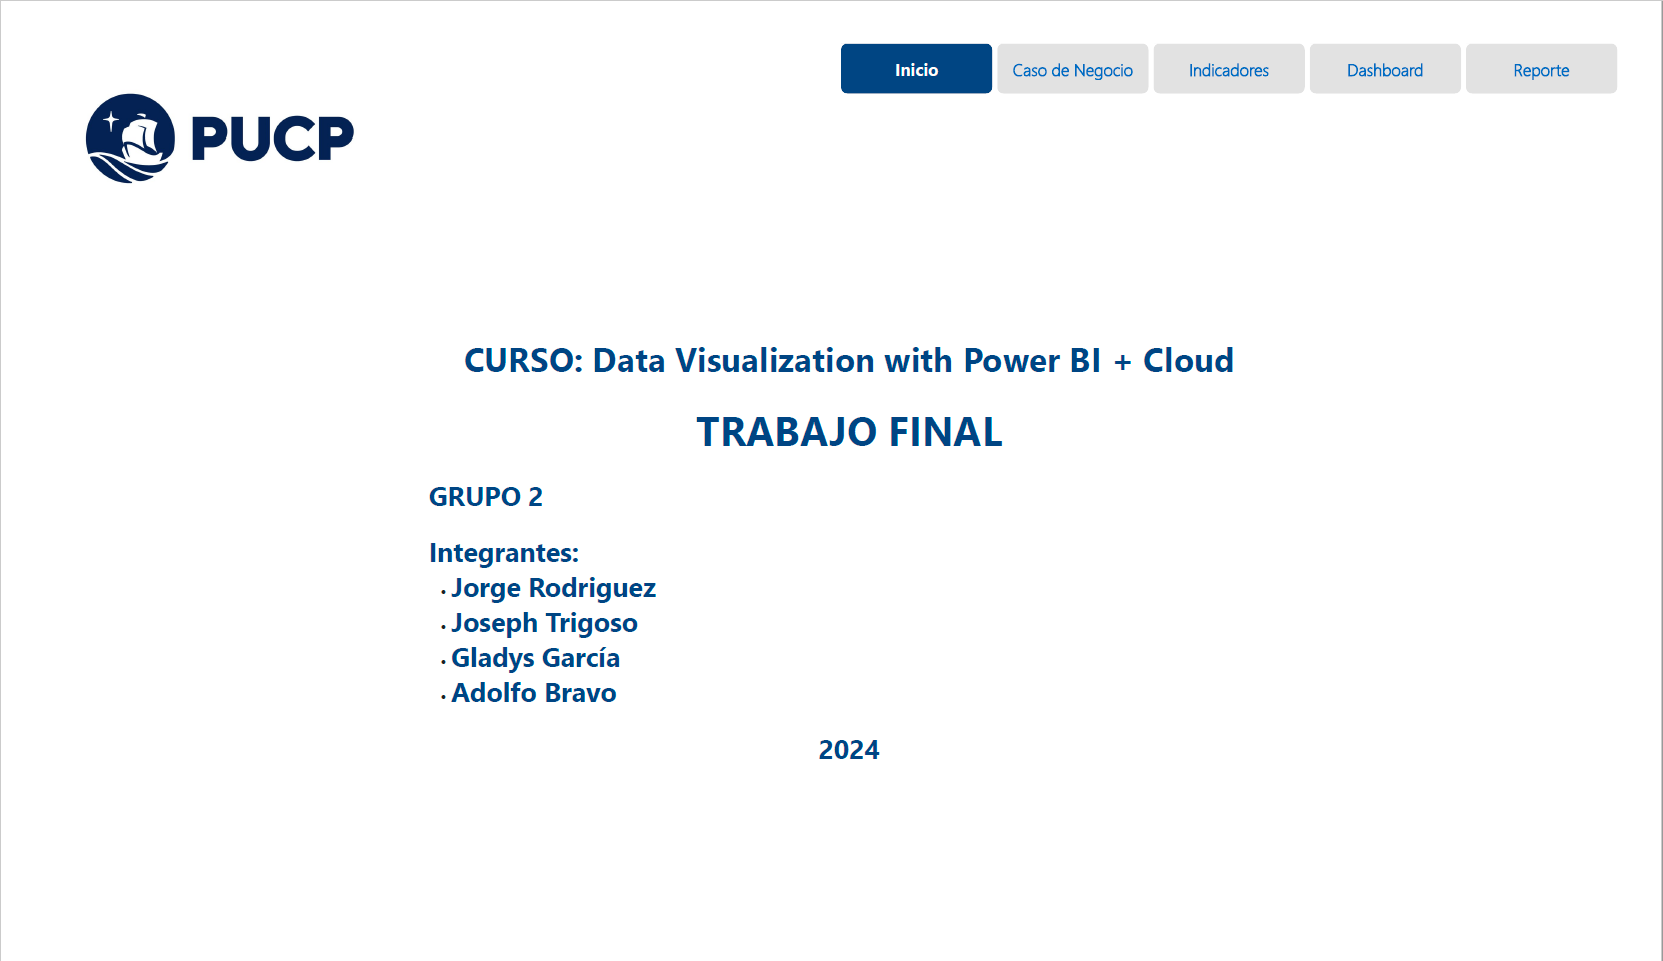 Inicio
Caso de Negocio
Indicadores
Dashboard
Reporte
PUCP
CURSO: Data Visualization with Power BI + Cloud
TRABAJO FINAL
GRUPO 2
Integrantes:
• Jorge Rodriguez
• Joseph Trigoso
• Gladys García
• Adolfo Bravo
2024